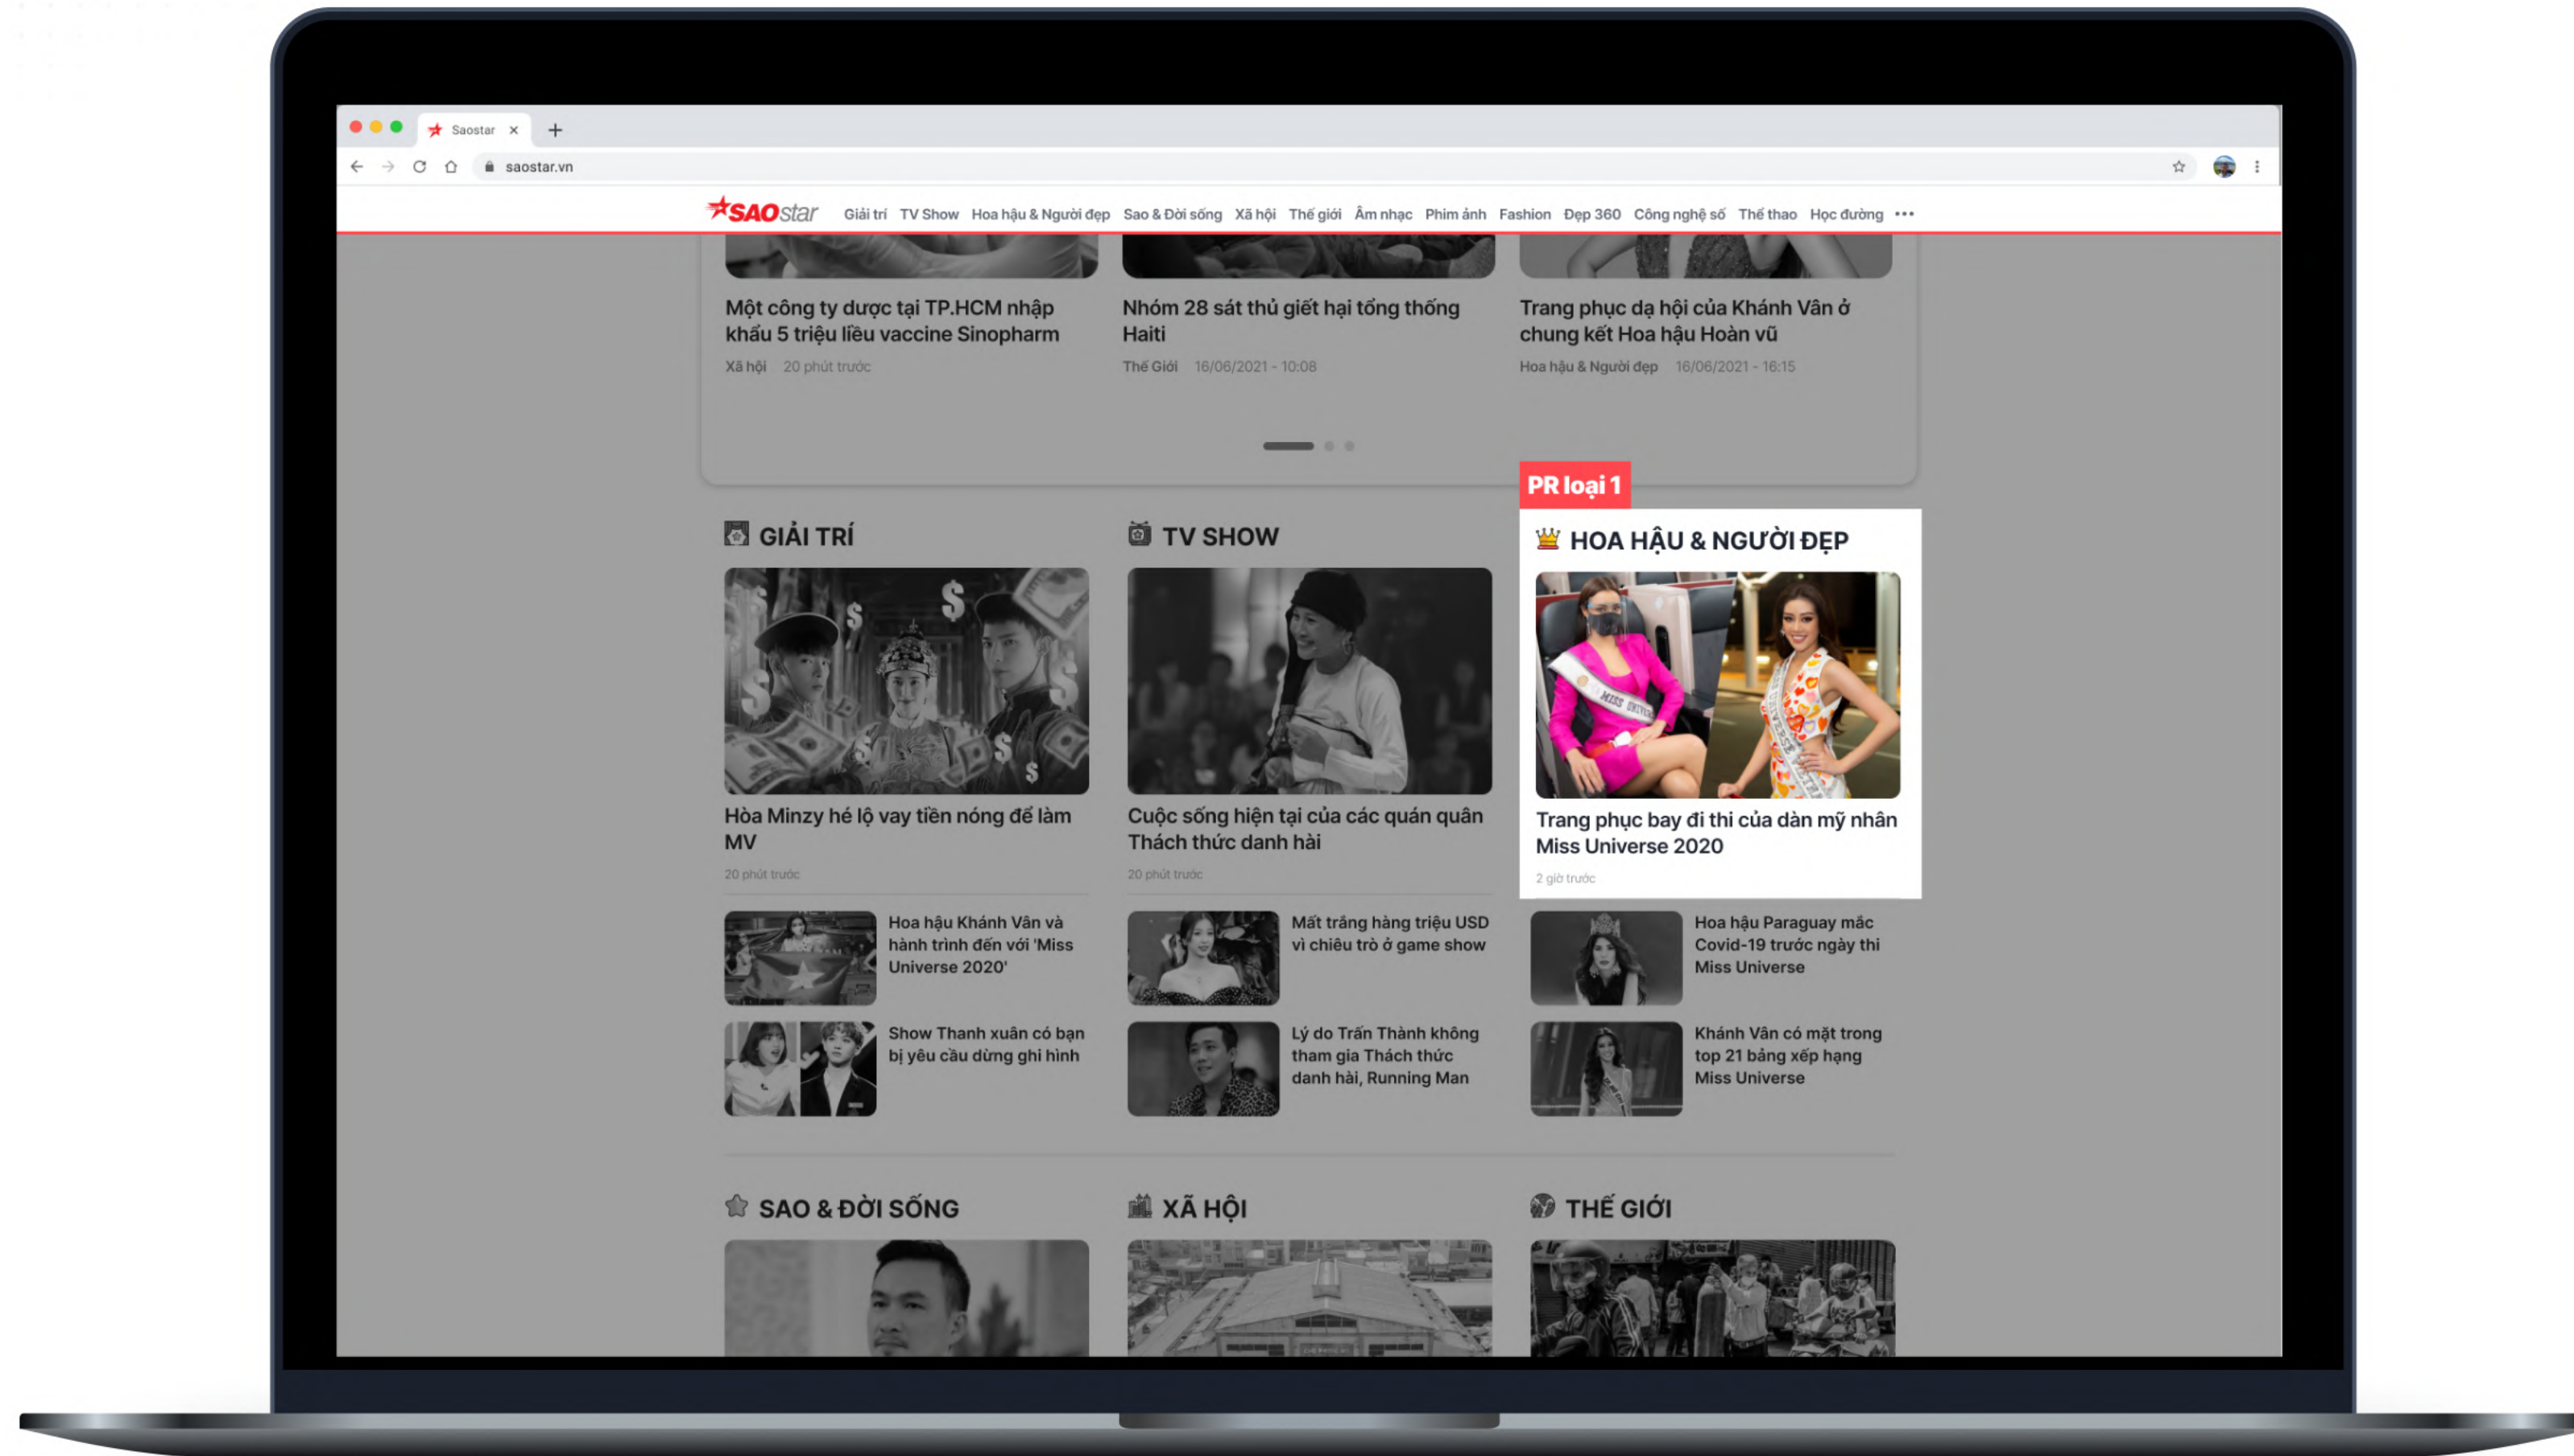 Saostar
saostar.vn
SAOstar
Giải trí TV Show Hoa hậu & Người đẹp Sao & Đời sống Xã hội Thế giới Âm nhạc Phim ảnh Fashion Đẹp 360 Công nghệ số Thể thao Học đường
Một công ty dược tại TP.HCM nhập
khẩu 5 triệu liều vaccine Sinopharm
Xã hội 20 phút trước
Nhóm 28 sát thủ giết hại tổng thống
Haiti
Thế Giới 16/06/2021 - 10:08
Trang phục dạ hội của Khánh Vân ở
chung kết Hoa hậu Hoàn vũ
Hoa hậu & Người đẹp 16/06/2021 - 16:15
PR loại 1
GIẢI TRÍ
Hòa Minzy hé lộ vay tiền nóng để làm
MV
20 phút trước
Hoa hậu Khánh Vân và
hành trình đến với 'Miss
Universe 2020'
Show Thanh xuân có bạn
bị yêu cầu dừng ghi hình
TV SHOW
Cuộc sống hiện tại của các quán quân
Thách thức danh hài
20 phút trước
Mất trắng hàng triệu USD
vì chiêu trò ở game show
Lý do Trấn Thành không
tham gia Thách thức
danh hài, Running Man
HOA HẬU & NGƯỜI ĐẸP
MISS UNIVERSE
Trang phục bay đi thi của dàn mỹ nhân
Miss Universe 2020
2 giờ trước
Hoa hậu Paraguay mắc
Covid-19 trước ngày thi
Miss Universe
Khánh Vân có mặt trong
top 21 bảng xếp hạng
Miss Universe
SAO & ĐỜI SỐNG
XÃ HỘI
THẾ GIỚI